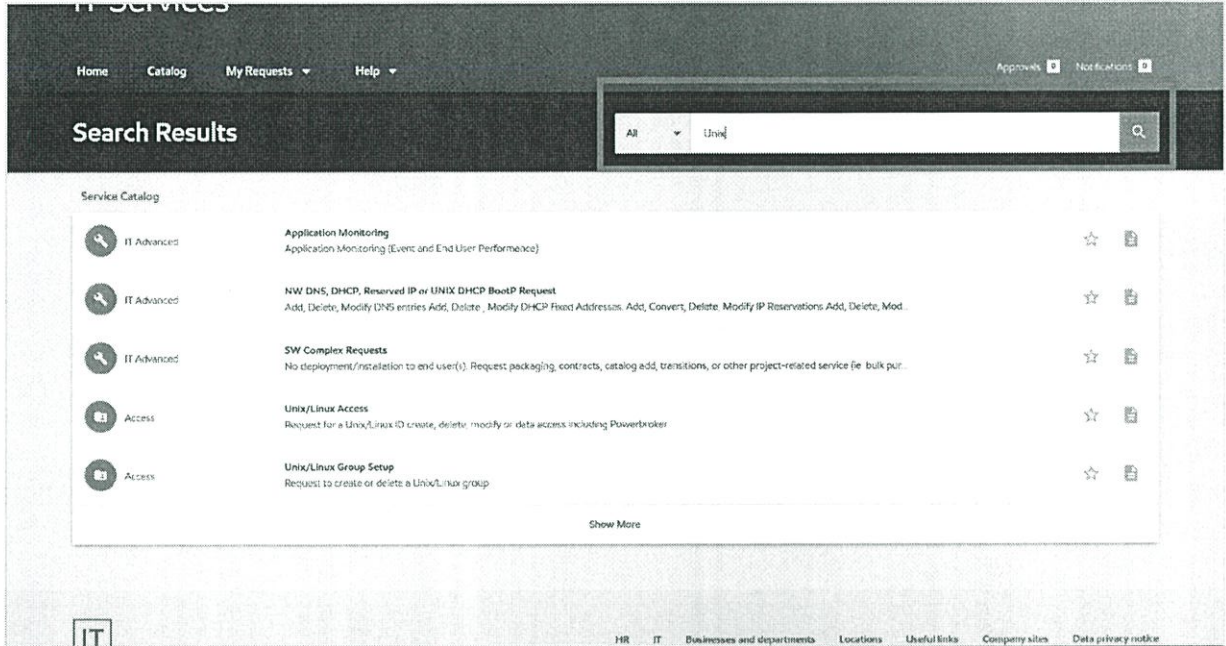 IT Services
Home Catalog My Requests Help
Approvals 0 Notifications 0
Search Results
All Unix
Service Catalog
IT Advanced
Application Monitoring
Application Monitoring (Event and End User Performance)
IT Advanced
NW DNS, DHCP, Reserved IP or UNIX DHCP BootP Request
Add, Delete, Modify DNS entries Add, Delete , Modify DHCP Fixed Addresses. Add, Convert, Delete, Modify IP Reservations Add, Delete, Mod...
IT Advanced
SW Complex Requests
No deployment/installation to end user(s). Request packaging, contracts, catalog add, transitions, or other project-related service (ie bulk pur...
Access
Unix/Linux Access
Request for a Unix/Linux ID create, delete, modify or data access including Powerbroker
Access
Unix/Linux Group Setup
Request to create or delete a Unix/Linux group
Show More
IT
HR IT Businesses and departments Locations Useful links Company sites Data privacy notice